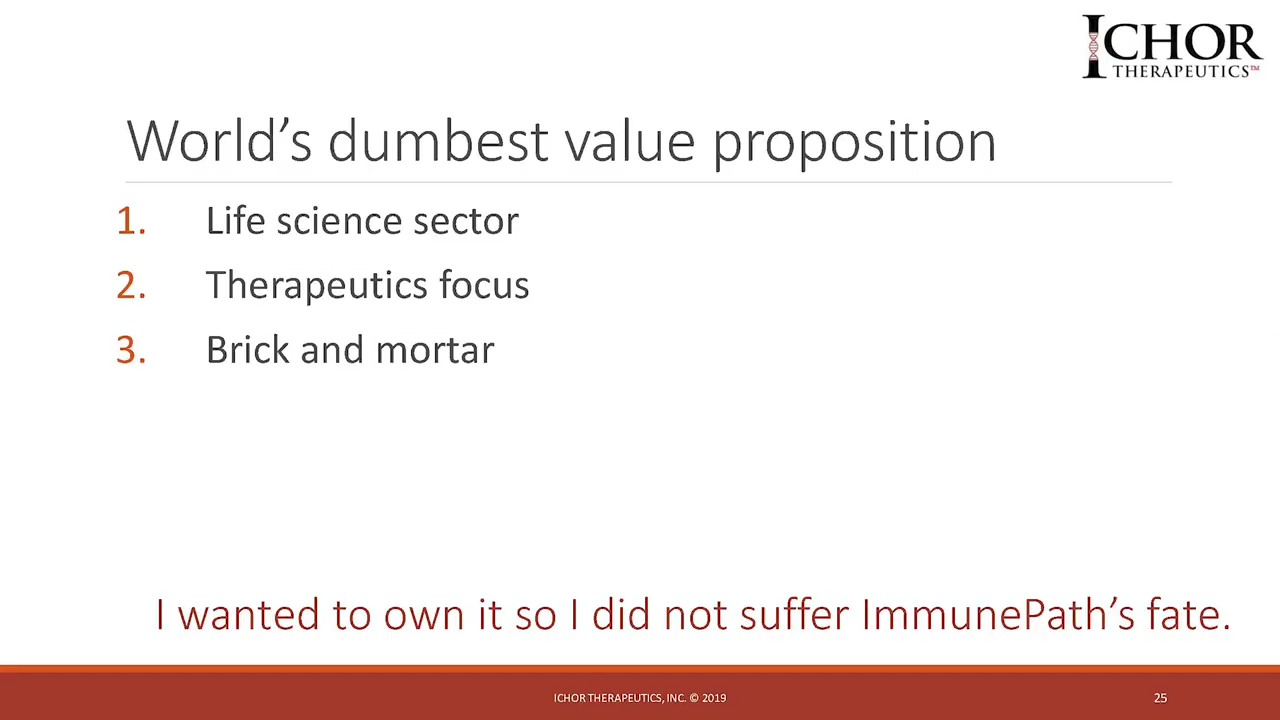 ICHOR
THERAPEUTICS™
World's dumbest value proposition
1. Life science sector
2. Therapeutics focus
3. Brick and mortar
I wanted to own it so I did not suffer ImmunePath's fate.
ICHOR THERAPEUTICS, INC. © 2019
25